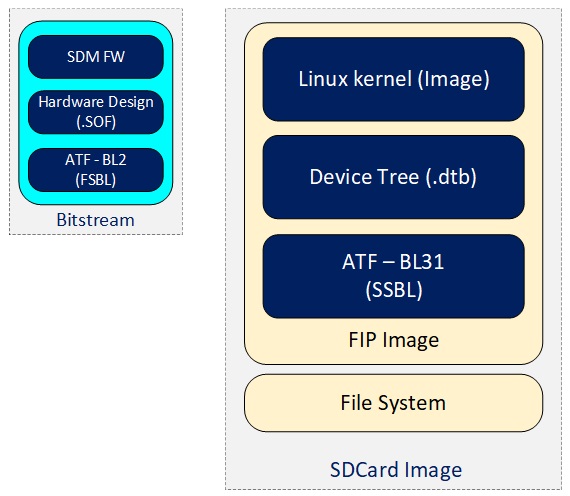 SDM FW
Hardware Design
(.SOF)
ATF - BL2
(FSBL)
Bitstream
Linux kernel (Image)
Device Tree (.dtb)
ATF – BL31
(SSBL)
FIP Image
File System
SDCard Image